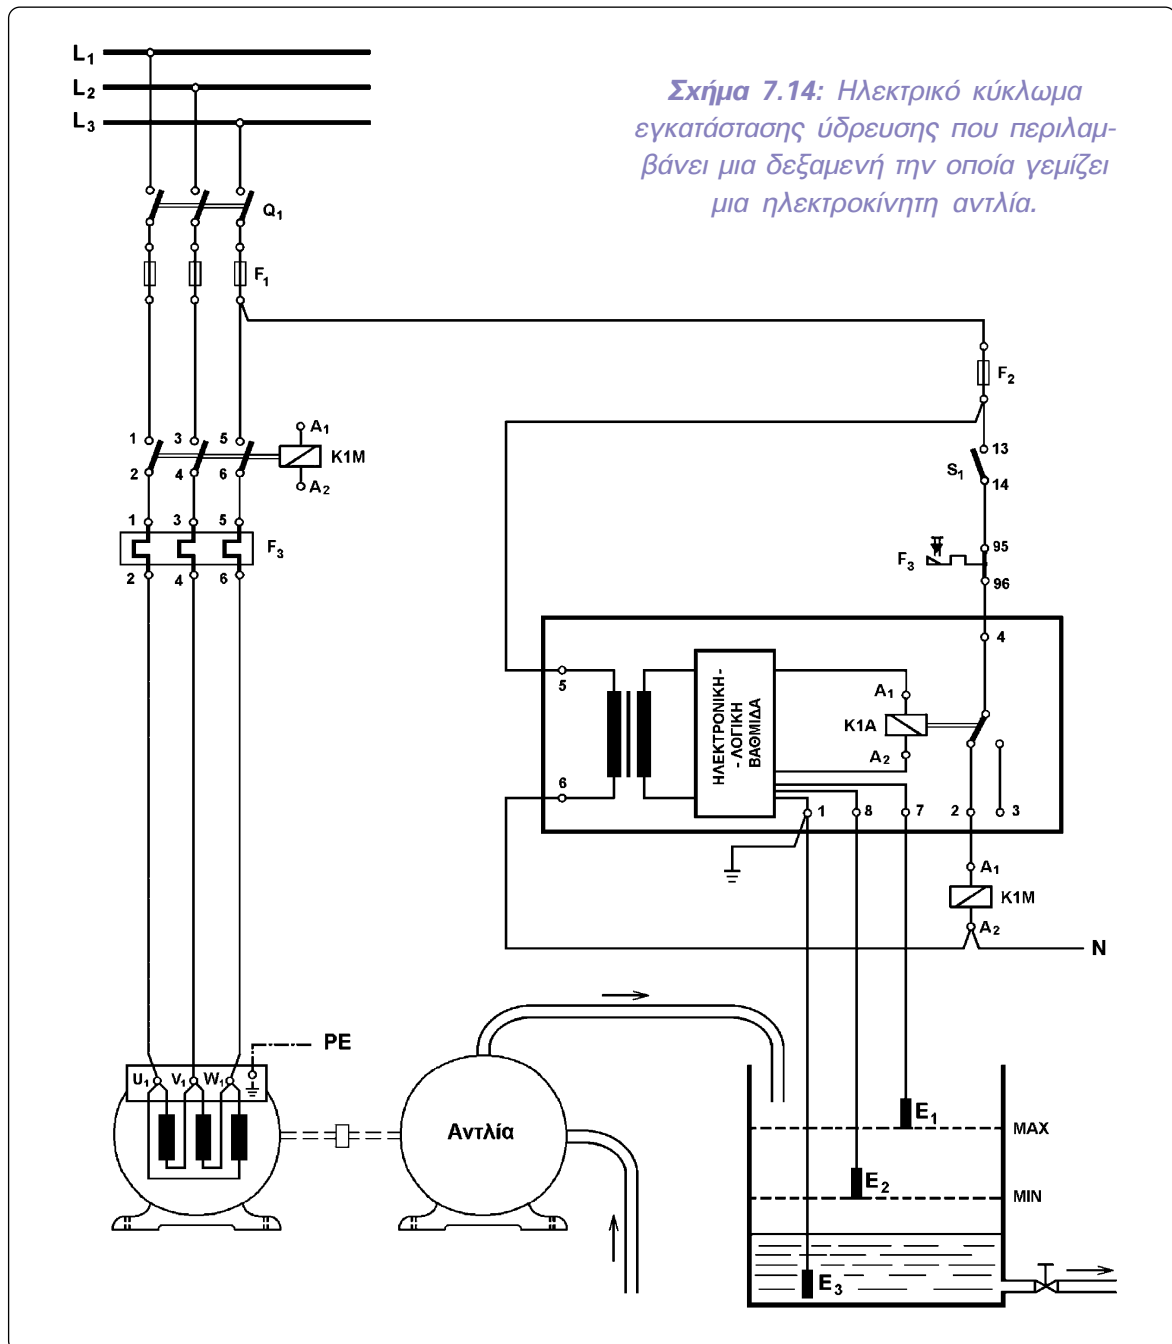 L1
L2
L3
Σχήμα 7.14: Ηλεκτρικό κύκλωμα
εγκατάστασης ύδρευσης που περιλαμ-
βάνει μια δεξαμενή την οποία γεμίζει
μια ηλεκτροκίνητη αντλία.
Q1
F1
F2
1 3 5 A1
K1M
2 4 6 A2
13
S1
14
1 3 5
F3
2 4 6
95
F3
96
4
5
ΗΛΕΚΤΡΟΝΙΚΗ -
- ΛΟΓΙΚΗ
ΒΑΘΜΙΔΑ
A1
K1A
A2
6
1 8 7 2 3
A1
K1M
A2
N
PE
U1 V1 W1
Αντλία
E1
MAX
E2
MIN
E3